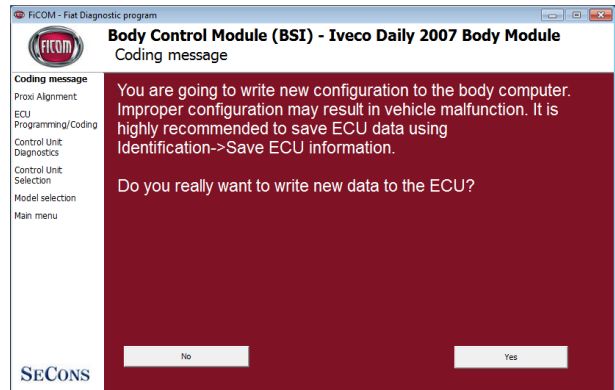 FiCOM - Fiat Diagnostic program
FICOM
Body Control Module (BSI) - Iveco Daily 2007 Body Module
Coding message
Coding message
Proxi Alignment
ECU
Programming/Coding
Control Unit
Diagnostics
Control Unit
Selection
Model selection
Main menu
You are going to write new configuration to the body computer.
Improper configuration may result in vehicle malfunction. It is
highly recommended to save ECU data using
Identification->Save ECU information.
Do you really want to write new data to the ECU?
No
Yes
SECONS